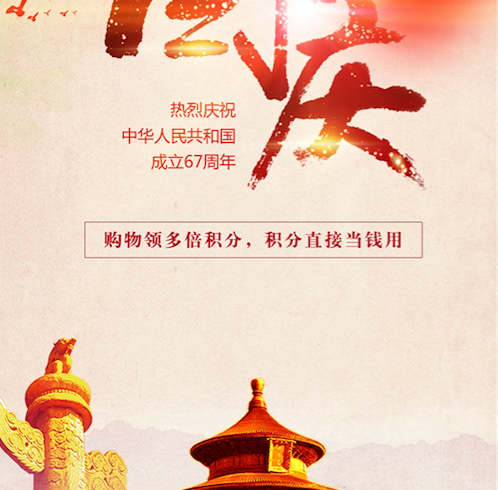 庆
热烈庆祝
中华人民共和国
成立67周年
购物领多倍积分，积分直接当钱用